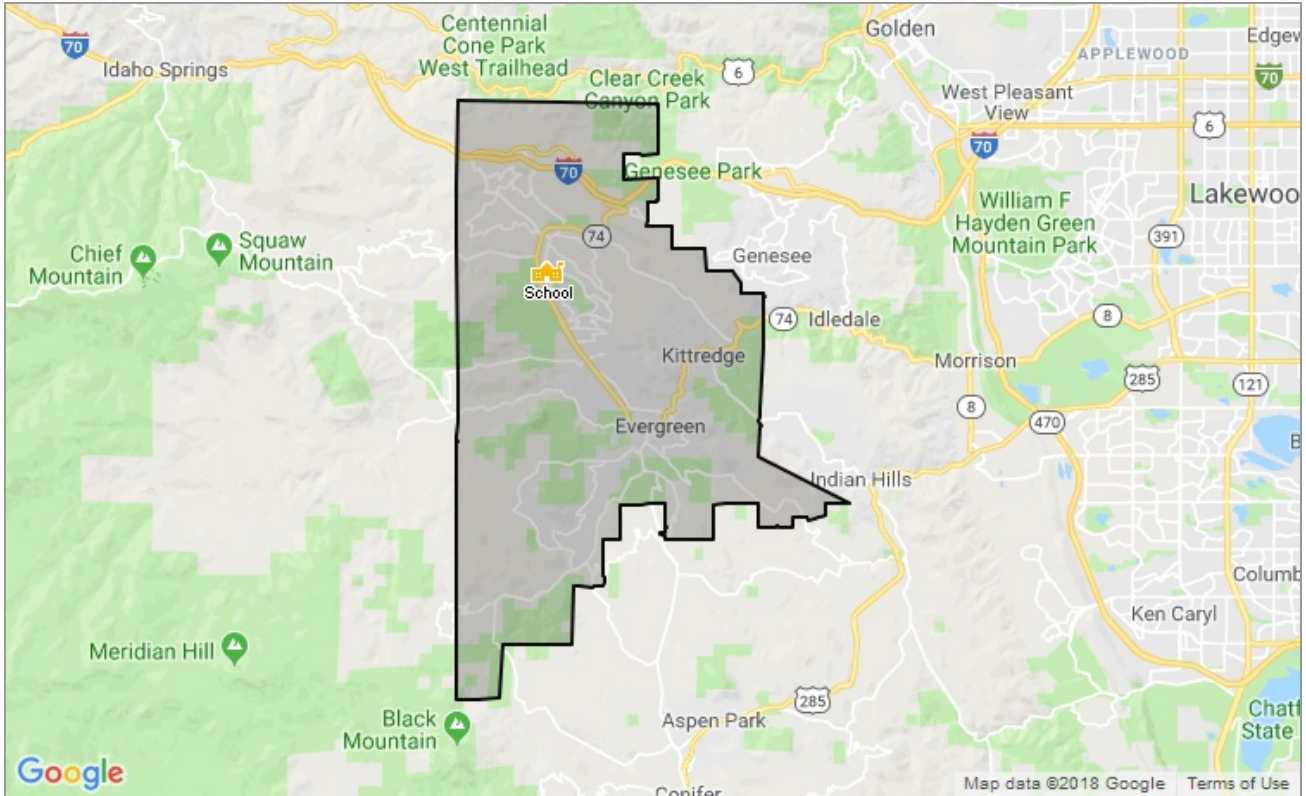 Centennial
Cone Park
West Trailhead
Golden
Edgew
70
Idaho Springs
6
APPLEWOOD
70
Clear Creek
Canyon Park
West Pleasant
View
6
70
70
Genesee Park
Lakewoo
William F
Hayden Green
Mountain Park
391
74
Squaw
Mountain
Chief
Mountain
Genesee
School
74
Idledale
8
Kittredge
Morrison
285
121
8
470
Evergreen
B
Indian Hills
Columb
Ken Caryl
Meridian Hill
285
Chatf
State
Black
Mountain
Aspen Park
Conifer
Google
Map data ©2018 Google
Terms of Use